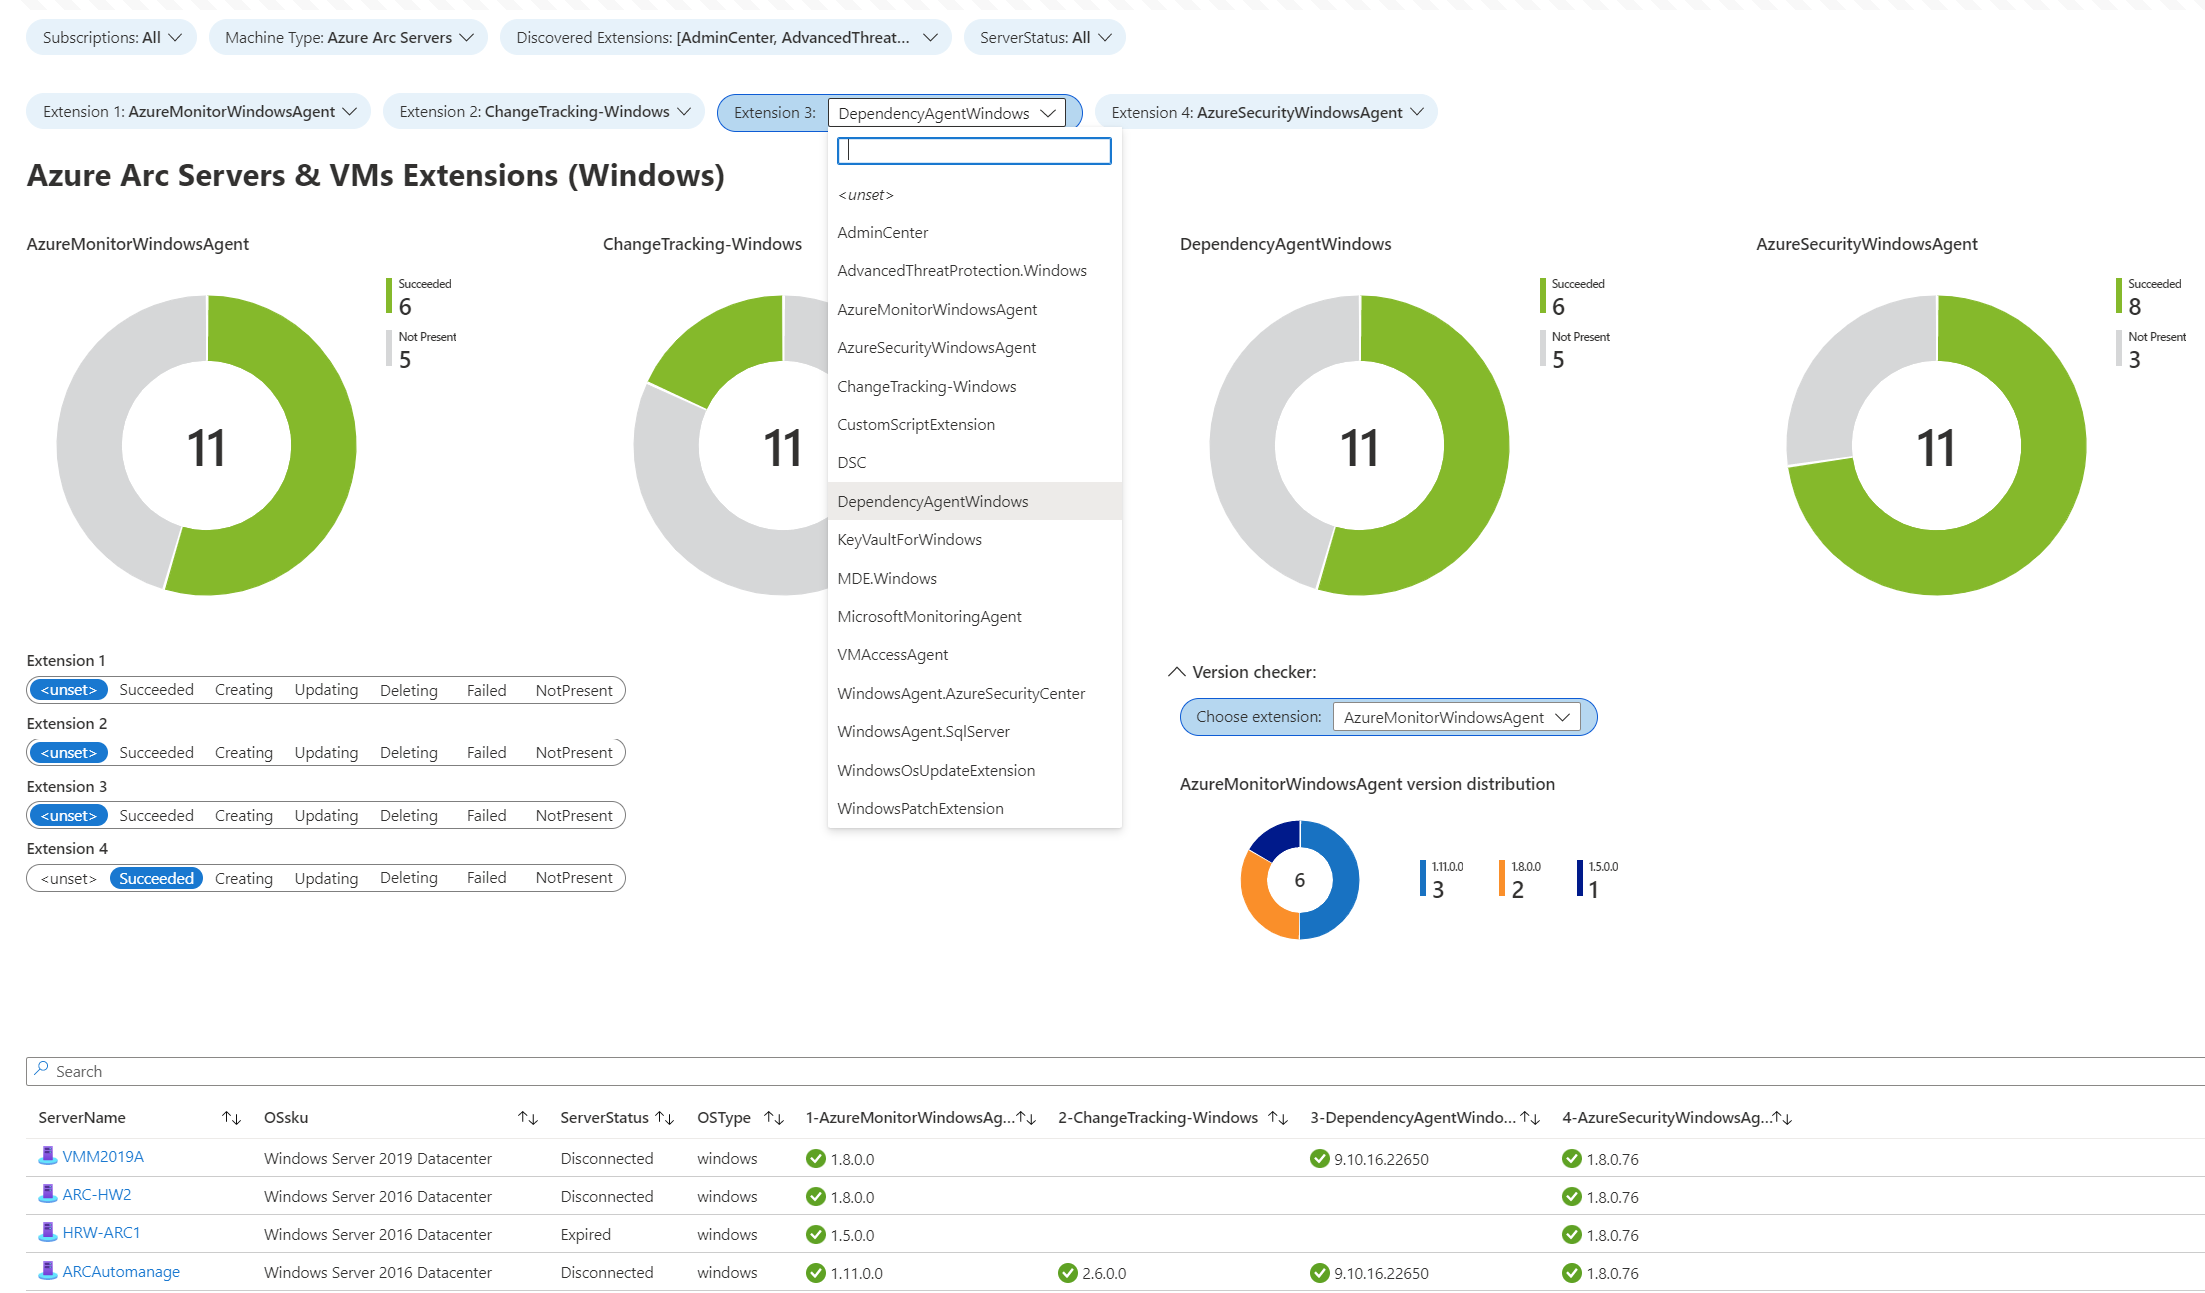 Subscriptions: All
Machine Type: Azure Arc Servers
Discovered Extensions: [AdminCenter, AdvancedThreat...
ServerStatus: All
Extension 1: AzureMonitorWindowsAgent
Extension 2: ChangeTracking-Windows
Extension 3: DependencyAgentWindows
Extension 4: AzureSecurityWindowsAgent
<unset>
AdminCenter
AdvancedThreatProtection.Windows
AzureMonitorWindowsAgent
AzureSecurityWindowsAgent
ChangeTracking-Windows
CustomScriptExtension
DSC
DependencyAgentWindows
KeyVaultForWindows
MDE.Windows
MicrosoftMonitoringAgent
VMAccessAgent
WindowsAgent.AzureSecurityCenter
WindowsAgent.SqlServer
WindowsOsUpdateExtension
WindowsPatchExtension
Azure Arc Servers & VMs Extensions (Windows)
AzureMonitorWindowsAgent
11
Succeeded
6
Not Present
5
ChangeTracking-Windows
11
DependencyAgentWindows
11
Succeeded
6
Not Present
5
AzureSecurityWindowsAgent
11
Succeeded
8
Not Present
3
Extension 1
<unset> Succeeded Creating Updating Deleting Failed NotPresent
Extension 2
<unset> Succeeded Creating Updating Deleting Failed NotPresent
Extension 3
<unset> Succeeded Creating Updating Deleting Failed NotPresent
Extension 4
<unset> Succeeded Creating Updating Deleting Failed NotPresent
Version checker:
Choose extension: AzureMonitorWindowsAgent
AzureMonitorWindowsAgent version distribution
6
1.11.0.0
3
1.8.0.0
2
1.5.0.0
1
Search
ServerName OSsku ServerStatus OSType 1-AzureMonitorWindowsAg... 2-ChangeTracking-Windows 3-DependencyAgentWindo... 4-AzureSecurityWindowsAg...
VMM2019A Windows Server 2019 Datacenter Disconnected windows 1.8.0.0 9.10.16.22650 1.8.0.76
ARC-HW2 Windows Server 2016 Datacenter Disconnected windows 1.8.0.0 1.8.0.76
HRW-ARC1 Windows Server 2016 Datacenter Expired windows 1.5.0.0 1.8.0.76
ARCAutomanage Windows Server 2016 Datacenter Disconnected windows 1.11.0.0 2.6.0.0 9.10.16.22650 1.8.0.76